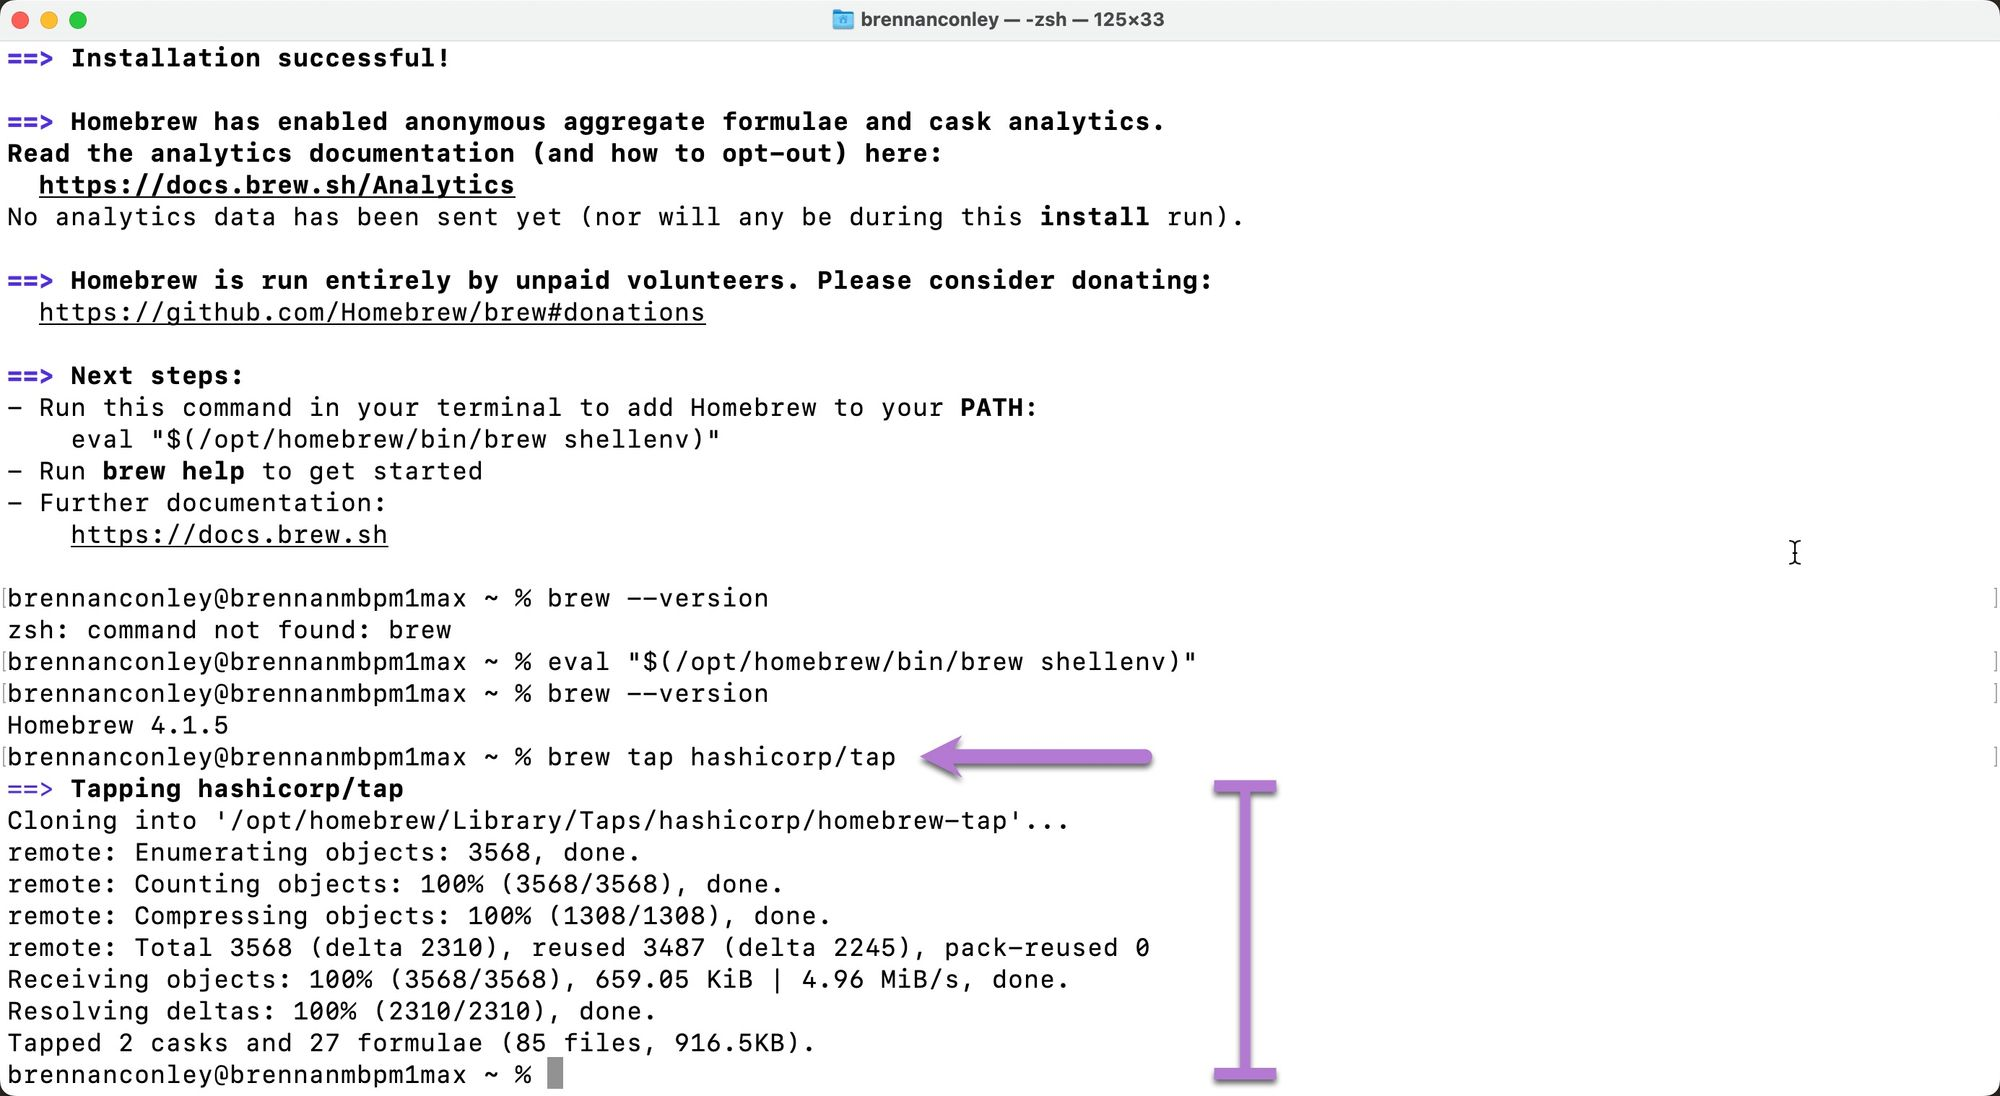 brennanconley — -zsh — 125×33
==> Installation successful!
==> Homebrew has enabled anonymous aggregate formulae and cask analytics.
Read the analytics documentation (and how to opt-out) here:
  https://docs.brew.sh/Analytics
No analytics data has been sent yet (nor will any be during this install run).
==> Homebrew is run entirely by unpaid volunteers. Please consider donating:
  https://github.com/Homebrew/brew#donations
==> Next steps:
- Run this command in your terminal to add Homebrew to your PATH:
    eval "$(/opt/homebrew/bin/brew shellenv)"
- Run brew help to get started
- Further documentation:
    https://docs.brew.sh
[brennanconley@brennanmbpm1max ~ % brew --version ]
zsh: command not found: brew
[brennanconley@brennanmbpm1max ~ % eval "$(/opt/homebrew/bin/brew shellenv)" ]
[brennanconley@brennanmbpm1max ~ % brew --version ]
Homebrew 4.1.5
[brennanconley@brennanmbpm1max ~ % brew tap hashicorp/tap ]
==> Tapping hashicorp/tap
Cloning into '/opt/homebrew/Library/Taps/hashicorp/homebrew-tap'...
remote: Enumerating objects: 3568, done.
remote: Counting objects: 100% (3568/3568), done.
remote: Compressing objects: 100% (1308/1308), done.
remote: Total 3568 (delta 2310), reused 3487 (delta 2245), pack-reused 0
Receiving objects: 100% (3568/3568), 659.05 KiB | 4.96 MiB/s, done.
Resolving deltas: 100% (2310/2310), done.
Tapped 2 casks and 27 formulae (85 files, 916.5KB).
brennanconley@brennanmbpm1max ~ %